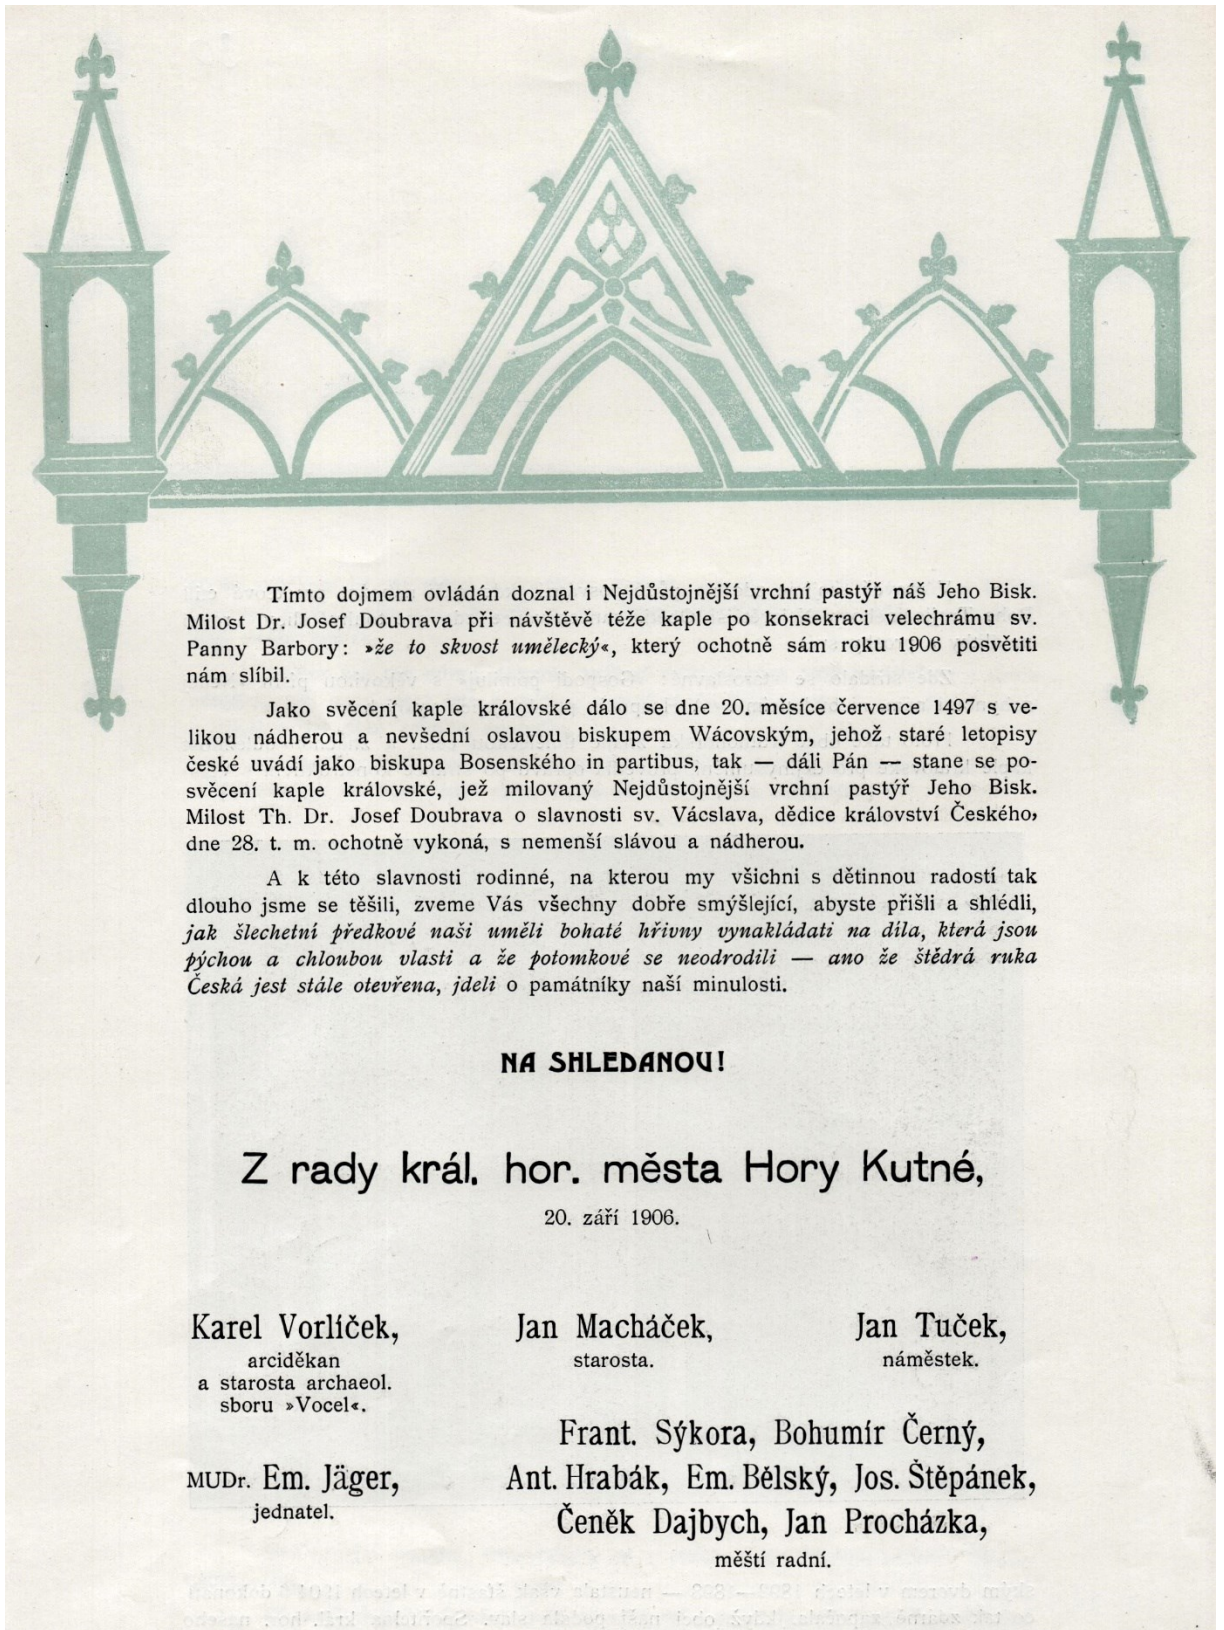 Tímto dojmem ovládán doznal i Nejdůstojnější vrchní pastýř náš Jeho Bisk.
Milost Dr. Josef Doubrava při návštěvě téže kaple po konsekraci velechrámu sv.
Panny Barbory: »že to skvost umělecký«, který ochotně sám roku 1906 posvětiti
nám slíbil.
Jako svěcení kaple královské dálo se dne 20. měsíce července 1497 s ve-
likou nádherou a nevšední oslavou biskupem Wácovským, jehož staré letopisy
české uvádí jako biskupa Bosenského in partibus, tak — dáli Pán — stane se po-
svěcení kaple královské, jež milovaný Nejdůstojnější vrchní pastýř Jeho Bisk.
Milost Th. Dr. Josef Doubrava o slavnosti sv. Vácslava, dědice království Českého,
dne 28. t. m. ochotně vykoná, s nemenší slávou a nádherou.
A k této slavnosti rodinné, na kterou my všichni s dětinnou radostí tak
dlouho jsme se těšili, zveme Vás všechny dobře smýšlející, abyste přišli a shlédli,
jak šlechetní předkové naši uměli bohaté hřivny vynakládati na díla, která jsou
pýchou a chloubou vlasti a že potomkové se neodrodili — ano že štědrá ruka
Česká jest stále otevřena, jdeli o památníky naší minulosti.
NA SHLEDANOU!
Z rady král. hor. města Hory Kutné,
20. září 1906.
Karel Vorlíček,
arciděkan
a starosta archaeol.
sboru »Vocel«.
MUDr. Em. Jäger,
jednatel.
Jan Macháček,
starosta.
Jan Tuček,
náměstek.
Frant. Sýkora, Bohumír Černý,
Ant. Hrabák, Em. Bělský, Jos. Štěpánek,
Čeněk Dajbych, Jan Procházka,
měští radní.